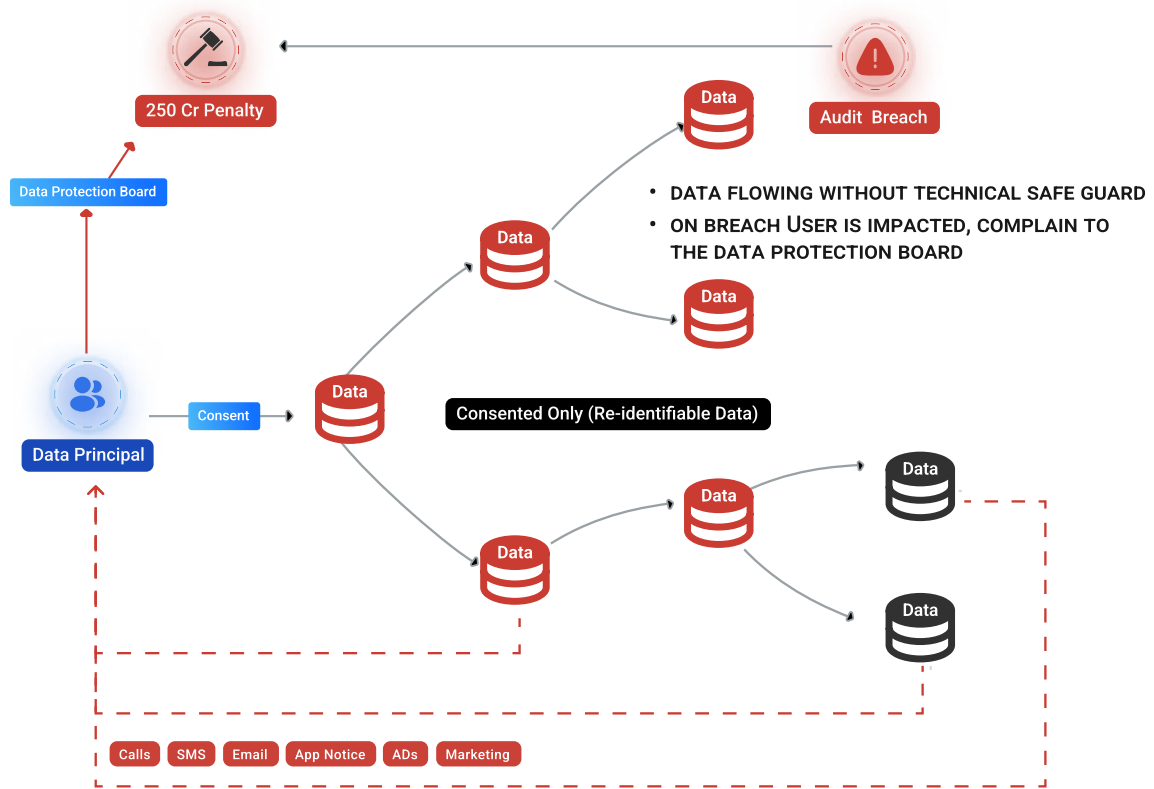 250 Cr Penalty
Audit Breach
Data
Data Protection Board
• DATA FLOWING WITHOUT TECHNICAL SAFE GUARD
• ON BREACH USER IS IMPACTED, COMPLAIN TO
THE DATA PROTECTION BOARD
Data
Data
Data
Consent
Consented Only (Re-identifiable Data)
Data Principal
Data
Data
Data
Data
Calls
SMS
Email
App Notice
ADs
Marketing